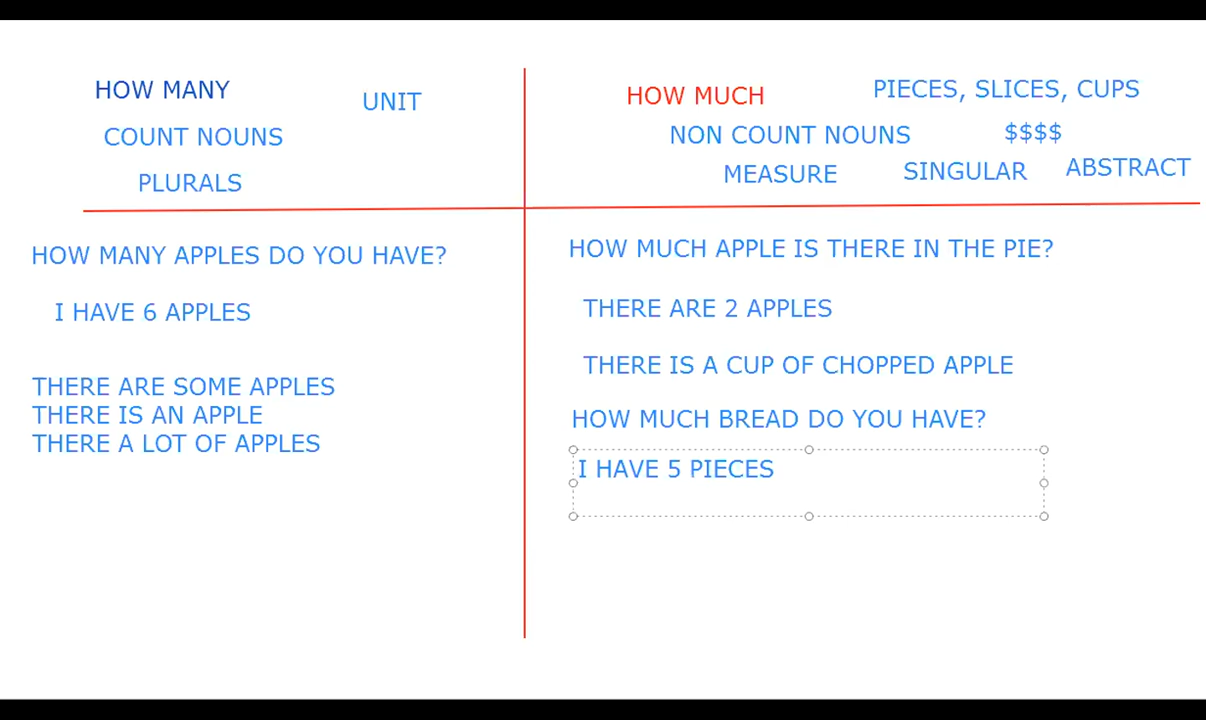 HOW MANY
UNIT
COUNT NOUNS
PLURALS
HOW MUCH
PIECES, SLICES, CUPS
NON COUNT NOUNS
$$$$
MEASURE
SINGULAR
ABSTRACT
HOW MANY APPLES DO YOU HAVE?
I HAVE 6 APPLES
THERE ARE SOME APPLES
THERE IS AN APPLE
THERE A LOT OF APPLES
HOW MUCH APPLE IS THERE IN THE PIE?
THERE ARE 2 APPLES
THERE IS A CUP OF CHOPPED APPLE
HOW MUCH BREAD DO YOU HAVE?
I HAVE 5 PIECES